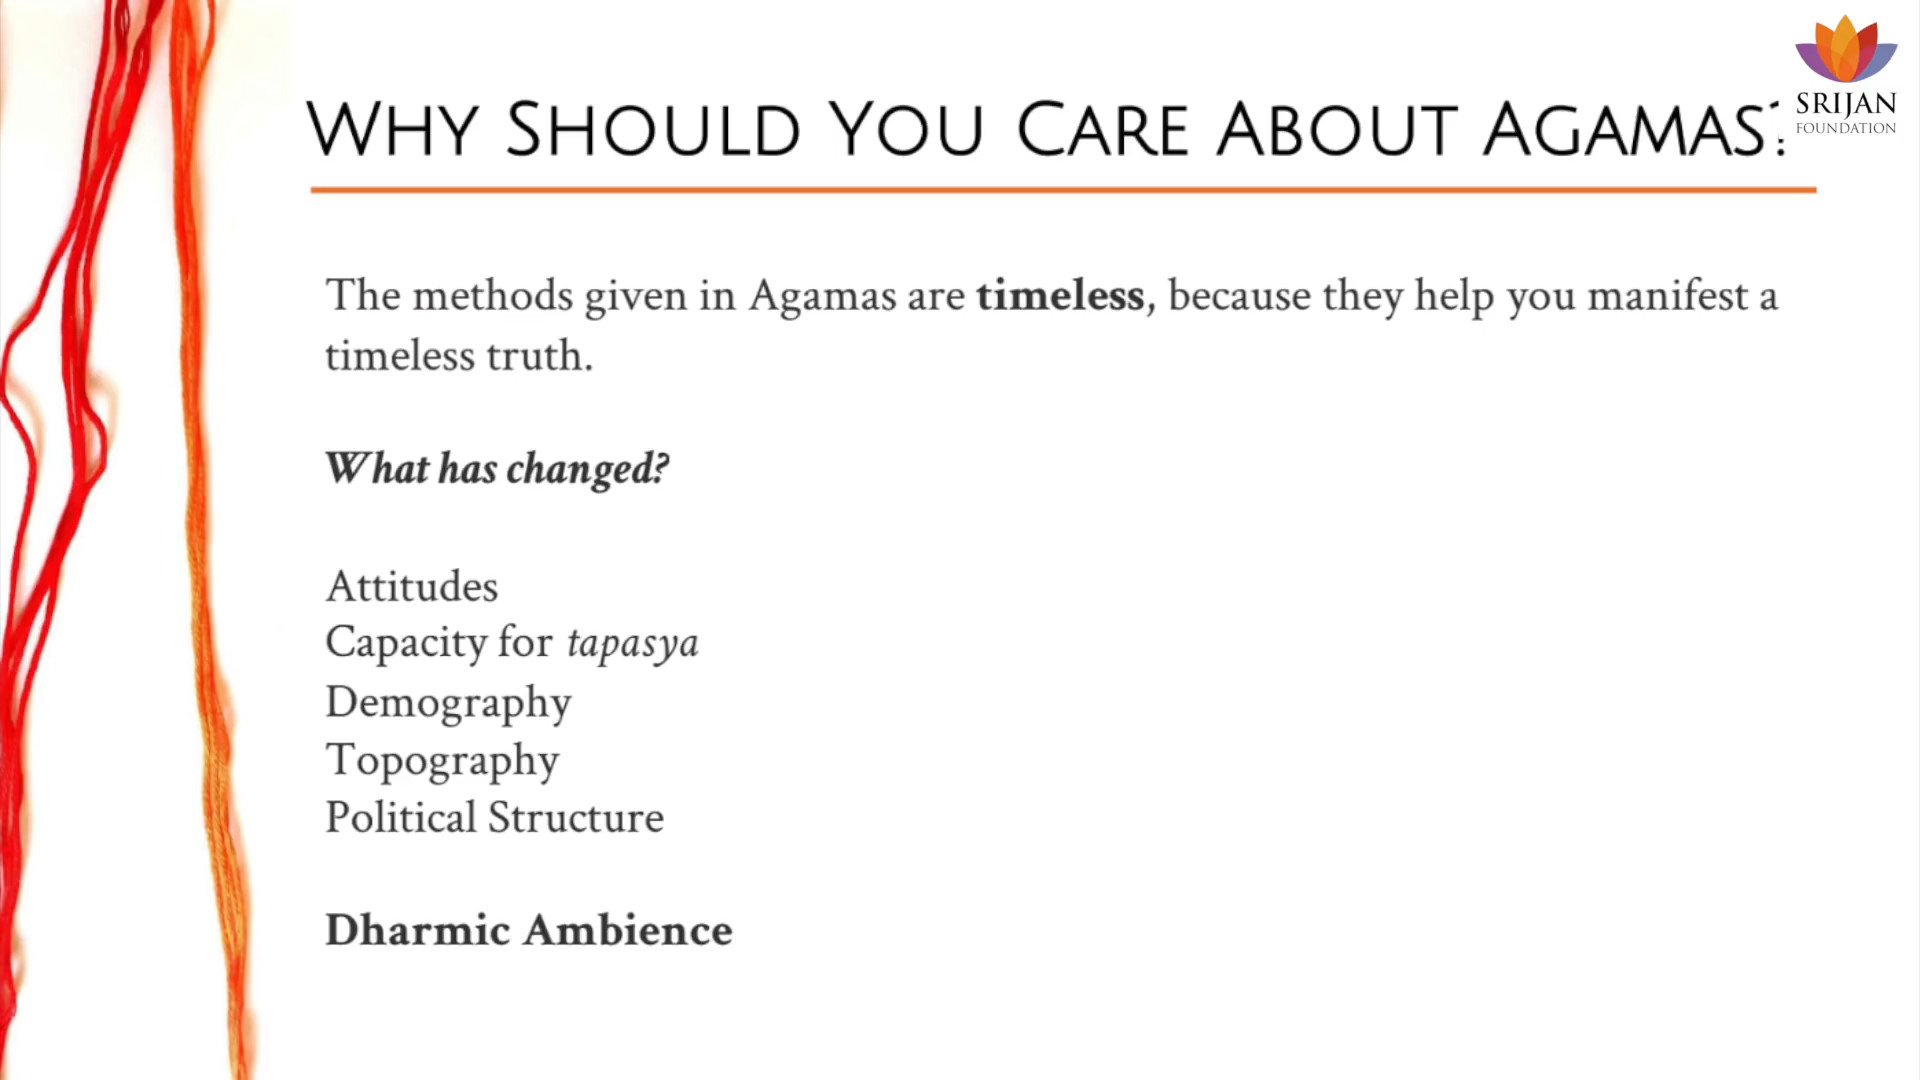 WHY SHOULD YOU CARE ABOUT AGAMAS?
SRIJAN
FOUNDATION
The methods given in Agamas are timeless, because they help you manifest a
timeless truth.
What has changed?
Attitudes
Capacity for tapasya
Demography
Topography
Political Structure
Dharmic Ambience